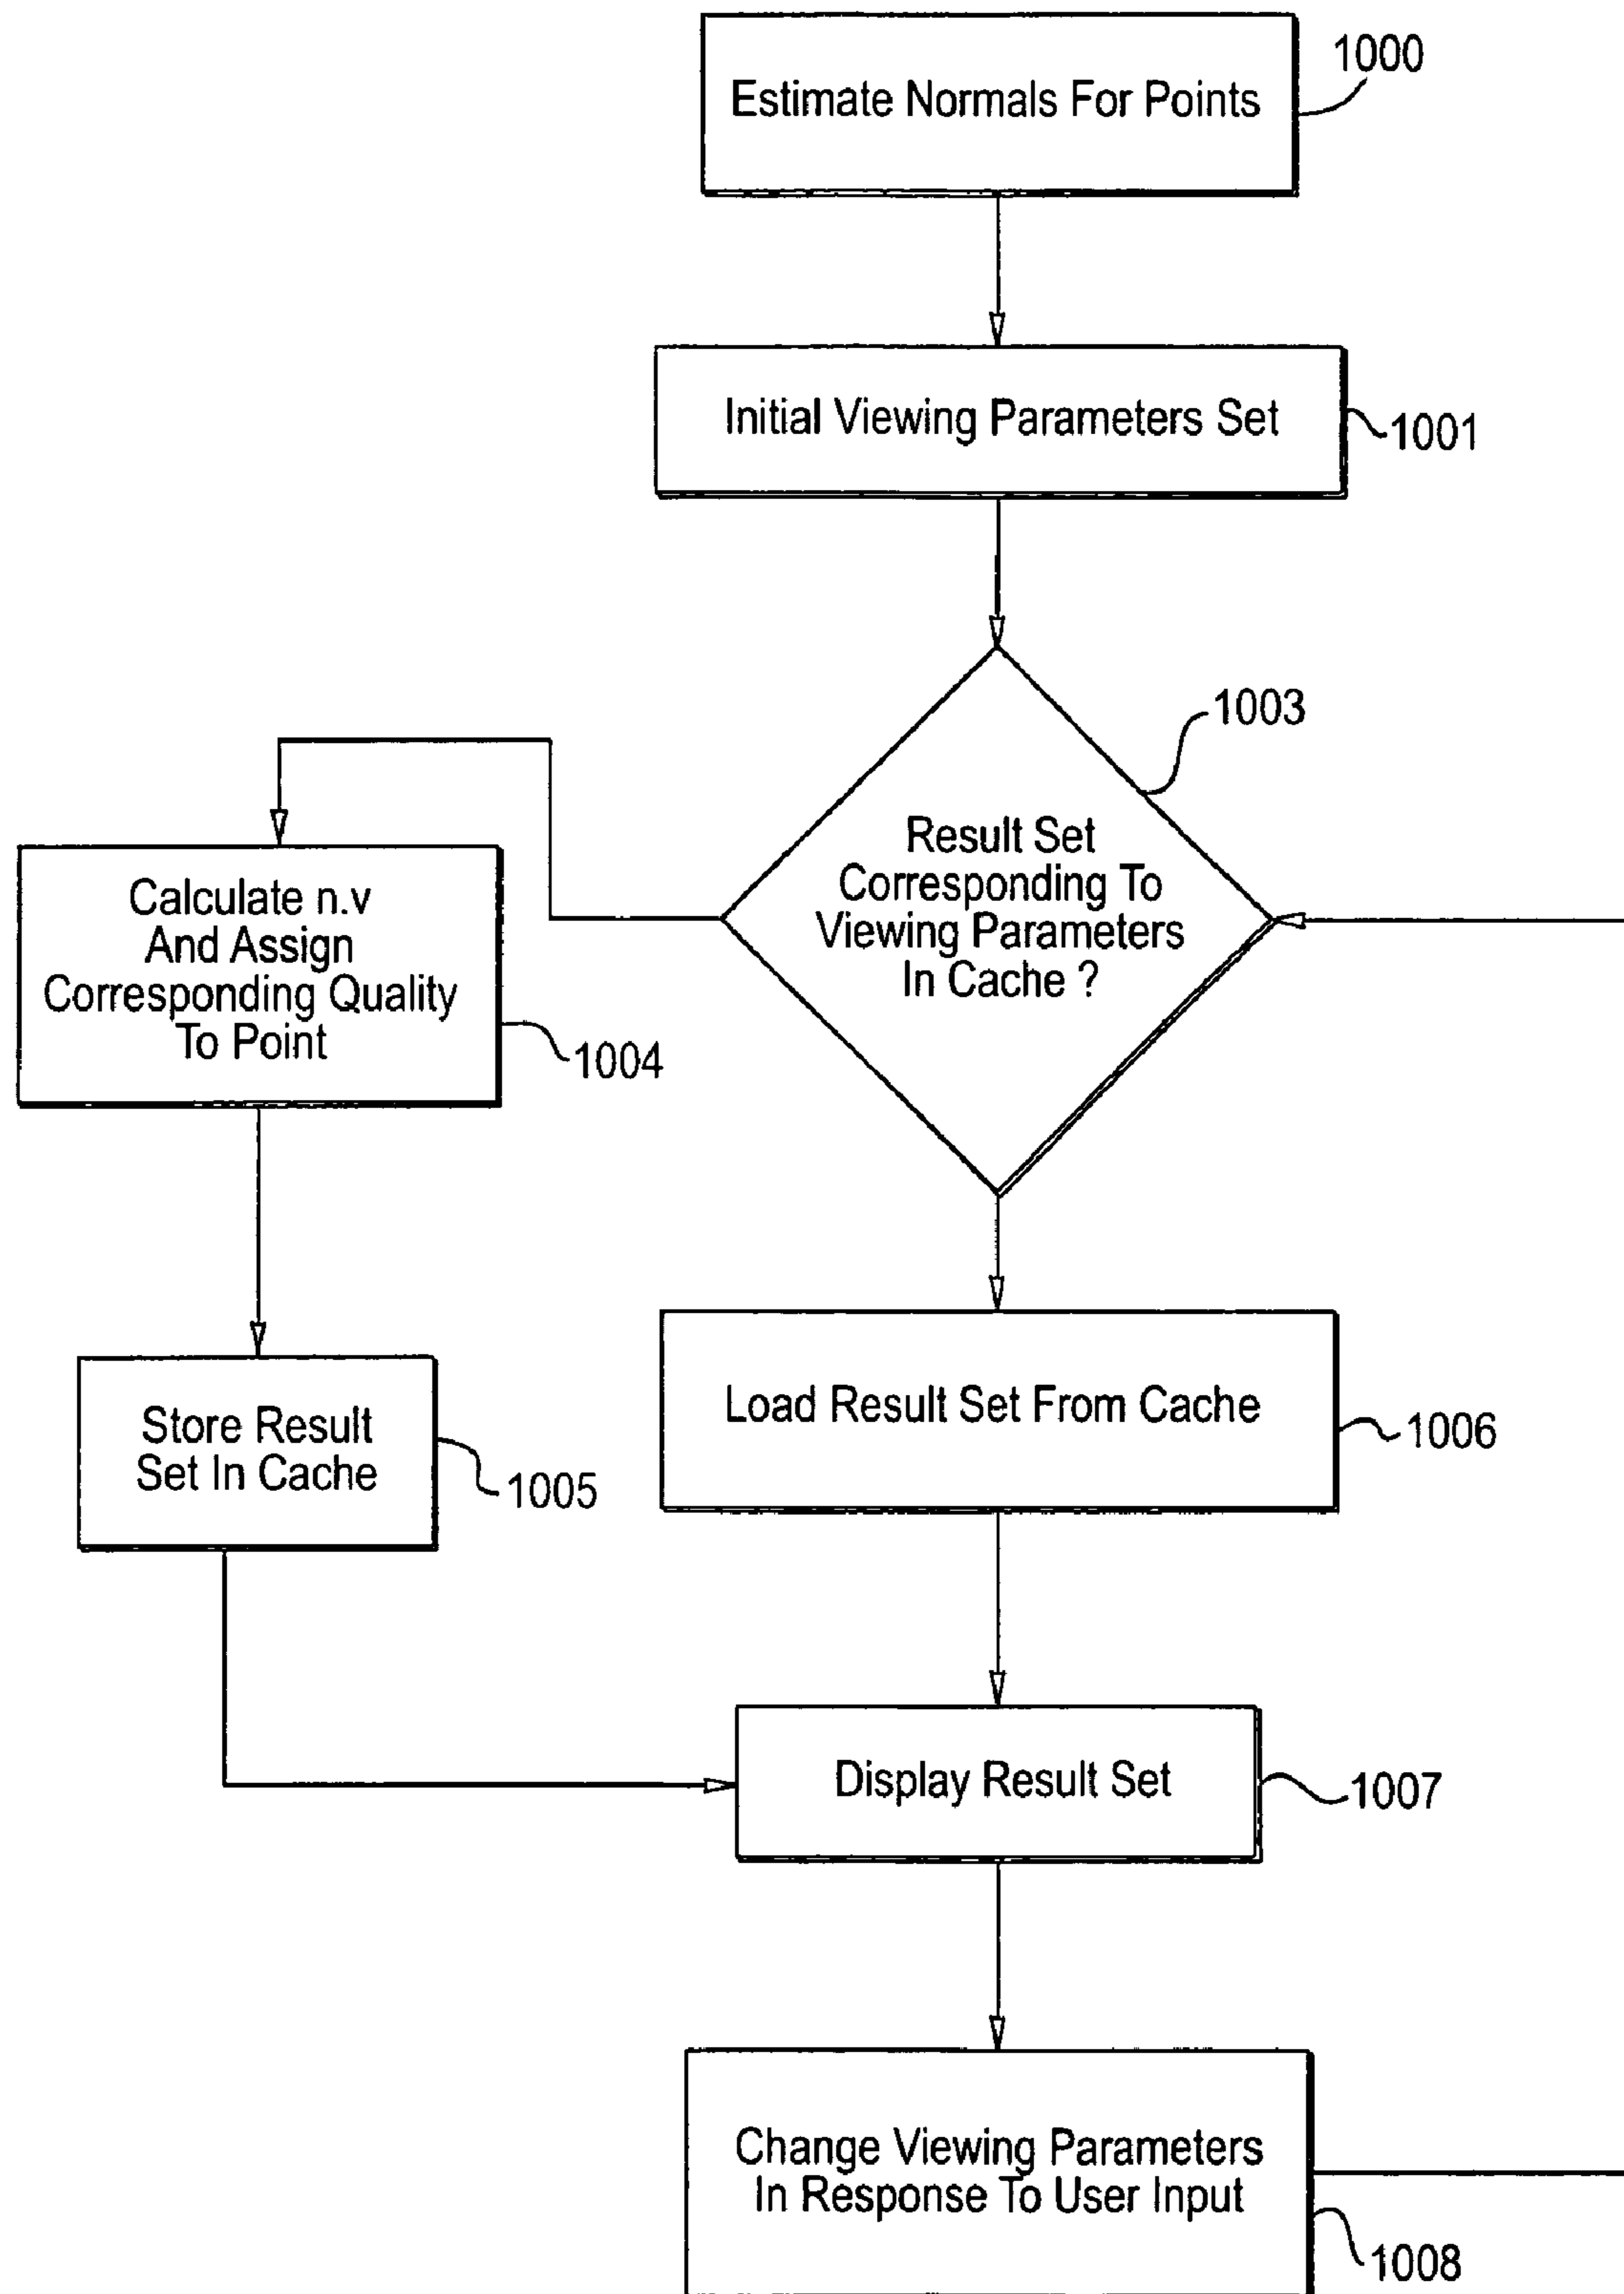 Estimate Normals For Points
1000
Initial Viewing Parameters Set
1001
1003
Result Set
Corresponding To
Viewing Parameters
In Cache ?
Calculate n.v
And Assign
Corresponding Quality
To Point
1004
Load Result Set From Cache
1006
Store Result
Set In Cache
1005
Display Result Set
1007
Change Viewing Parameters
In Response To User Input
1008